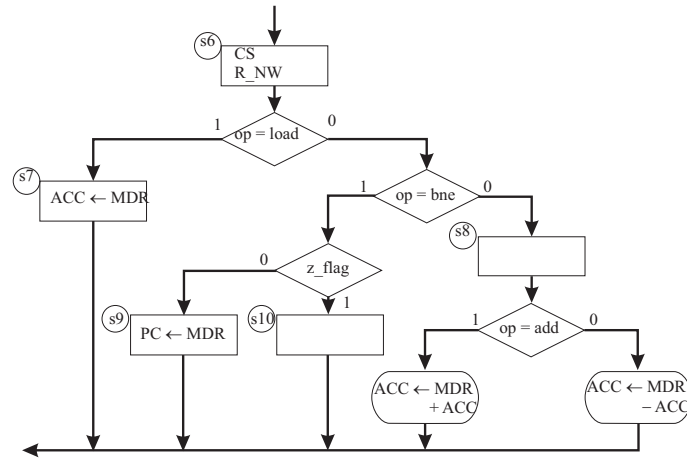 s6
CS
R_NW
1
op = load
0
s7
ACC ← MDR
1
op = bne
0
s8
0
z_flag
1
s9
PC ← MDR
s10
1
op = add
0
ACC ← MDR
+ ACC
ACC ← MDR
– ACC